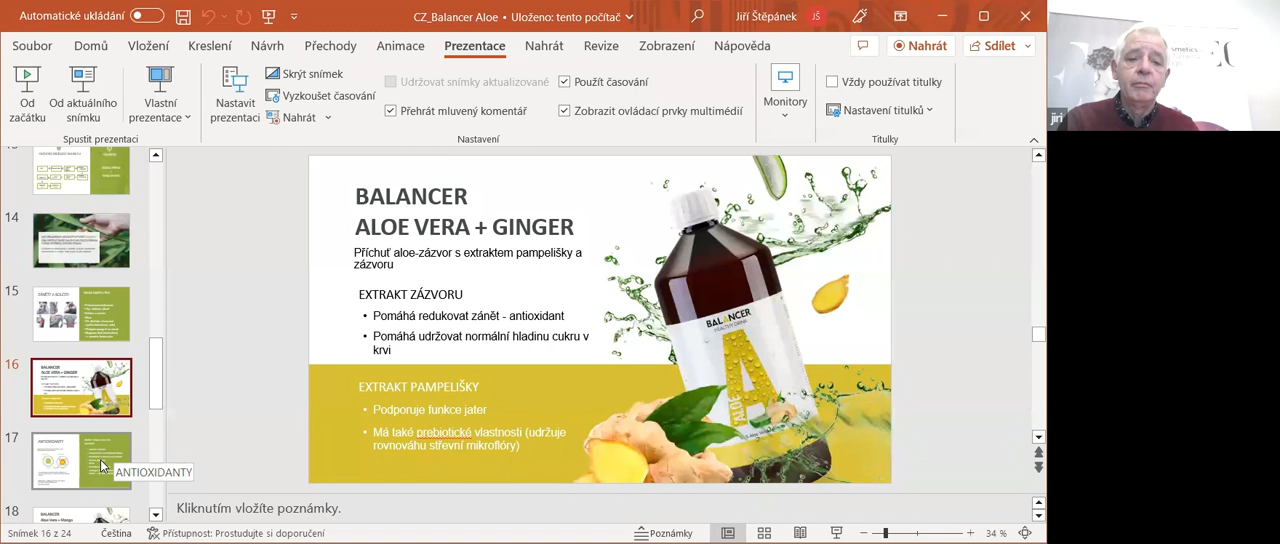 Automatické ukládání
CZ_Balancer Aloe • Uloženo: tento počítač
Jiří Štěpánek
JŠ
Soubor
Domů
Vložení
Kreslení
Návrh
Přechody
Animace
Prezentace
Nahrát
Revize
Zobrazení
Nápověda
Nahrát
Sdílet
Od začátku
Od aktuálního snímku
Vlastní prezentace
Spustit prezentaci
Nastavit prezentaci
Skrýt snímek
Vyzkoušet časování
Nahrát
Udržovat snímky aktualizované
Přehrát mluvený komentář
Použít časování
Zobrazit ovládací prvky multimédií
Nastavení
Monitory
Vždy používat titulky
Nastavení titulků
Titulky
jiri
14
15
16
17
ANTIOXIDANTY
18
BALANCER
ALOE VERA + GINGER
Příchuť aloe-zázvor s extraktem pampelišky a
zázvoru
EXTRAKT ZÁZVORU
• Pomáhá redukovat zánět - antioxidant
• Pomáhá udržovat normální hladinu cukru v
krvi
EXTRAKT PAMPELIŠKY
• Podporuje funkce jater
• Má také prebiotické vlastnosti (udržuje
rovnováhu střevní mikroflóry)
BALANCER
HEALTHY DRINK
Kliknutím vložíte poznámky.
Snímek 16 z 24
Čeština
Přístupnost: Prostudujte si doporučení
Poznámky
34 %